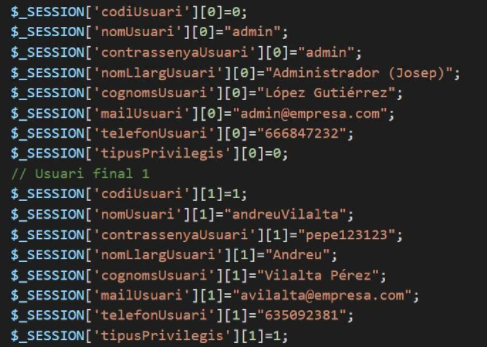 $_SESSION['codiUsuari'][0]=0;
$_SESSION['nomUsuari'][0]="admin";
$_SESSION['contrassenyaUsuari'][0]="admin";
$_SESSION['nomLlargUsuari'][0]="Administrador (Josep)";
$_SESSION['cognomsUsuari'][0]="López Gutiérrez";
$_SESSION['mailUsuari'][0]="admin@empresa.com";
$_SESSION['telefonUsuari'][0]="666847232";
$_SESSION['tipusPrivilegis'][0]=0;
// Usuari final 1
$_SESSION['codiUsuari'][1]=1;
$_SESSION['nomUsuari'][1]="andreuVilalta";
$_SESSION['contrassenyaUsuari'][1]="pepe123123";
$_SESSION['nomLlargUsuari'][1]="Andreu";
$_SESSION['cognomsUsuari'][1]="Vilalta Pérez";
$_SESSION['mailUsuari'][1]="avilalta@empresa.com";
$_SESSION['telefonUsuari'][1]="635092381";
$_SESSION['tipusPrivilegis'][1]=1;